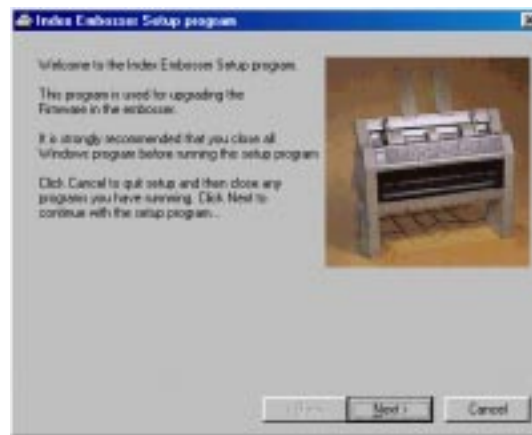 Index Embosser Setup program
Welcome to the Index Embosser Setup program.
This program is used for upgrading the
Firmware in the embosser.
It is strongly recommended that you close all
Windows program before running the setup program
Click Cancel to quit setup and then close any
programs you have running. Click Next to
continue with the setup program...
Next >
Cancel